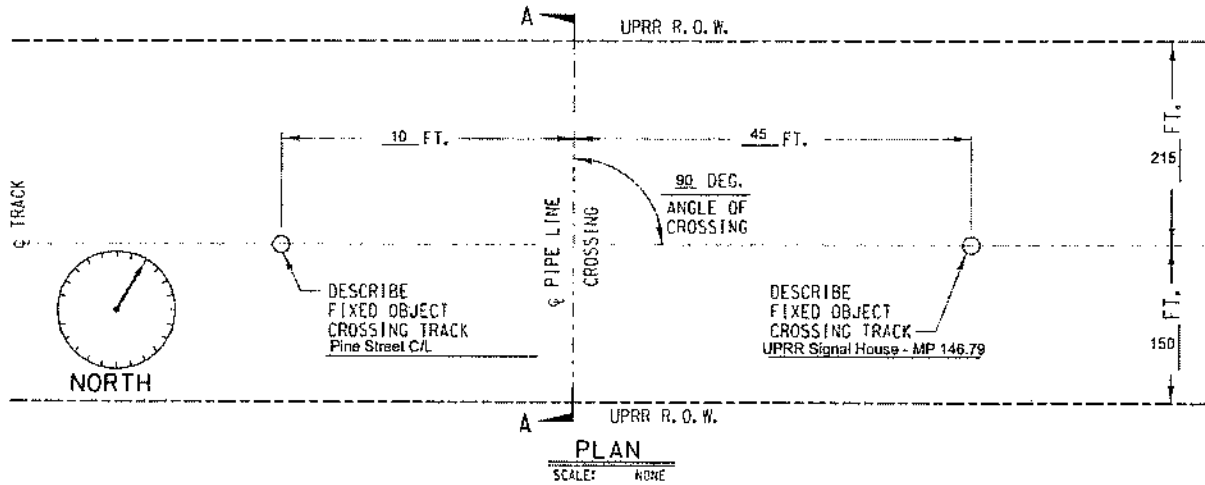 A
UPRR R.O.W.
10 FT.
45 FT.
215 FT.
90 DEG.
ANGLE OF
CROSSING
℄ TRACK
℄ PIPE LINE
CROSSING
DESCRIBE
FIXED OBJECT
CROSSING TRACK
Pine Street C/L
DESCRIBE
FIXED OBJECT
CROSSING TRACK
UPRR Signal House - MP 146.79
150 FT.
NORTH
A
UPRR R.O.W.
PLAN
SCALE: NONE